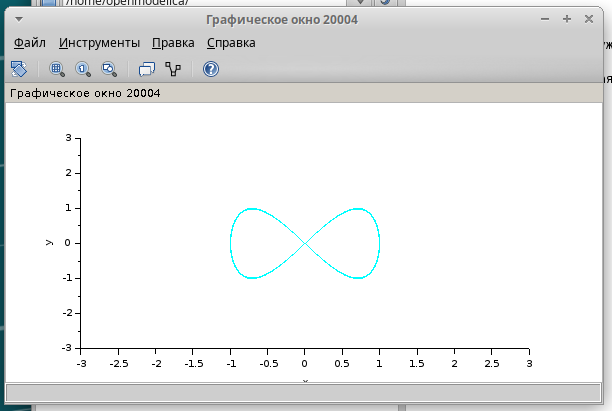 /home/openmodelica/
Графическое окно 20004
Файл Инструменты Правка Справка
Графическое окно 20004
3
2
1
y 0
-1
-2
-3
-3 -2.5 -2 -1.5 -1 -0.5 0 0.5 1 1.5 2 2.5 3